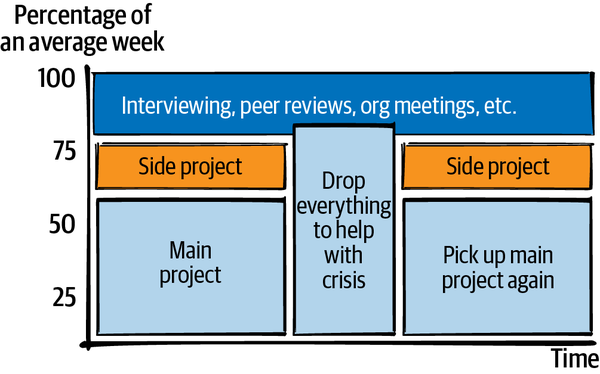 Percentage of
an average week
100
75
50
25
Interviewing, peer reviews, org meetings, etc.
Side project
Main
project
Drop
everything
to help
with
crisis
Side project
Pick up main
project again
Time